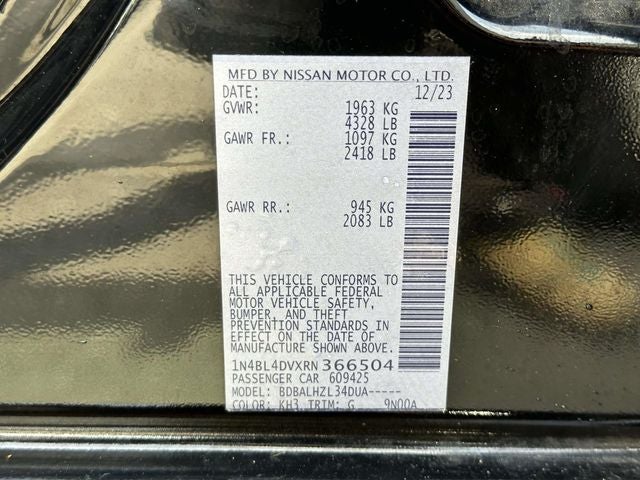 MFD BY NISSAN MOTOR CO., LTD.
DATE: 12/23
GVWR: 1963 KG
4328 LB
GAWR FR.: 1097 KG
2418 LB
GAWR RR.: 945 KG
2083 LB
THIS VEHICLE CONFORMS TO
ALL APPLICABLE FEDERAL
MOTOR VEHICLE SAFETY,
BUMPER, AND THEFT
PREVENTION STANDARDS IN
EFFECT ON THE DATE OF
MANUFACTURE SHOWN ABOVE.
1N4BL4DVXRN366504
PASSENGER CAR 609425
MODEL: BDBALHZL34DUA-----
COLOR: KH3 TRIM: G 9N00A